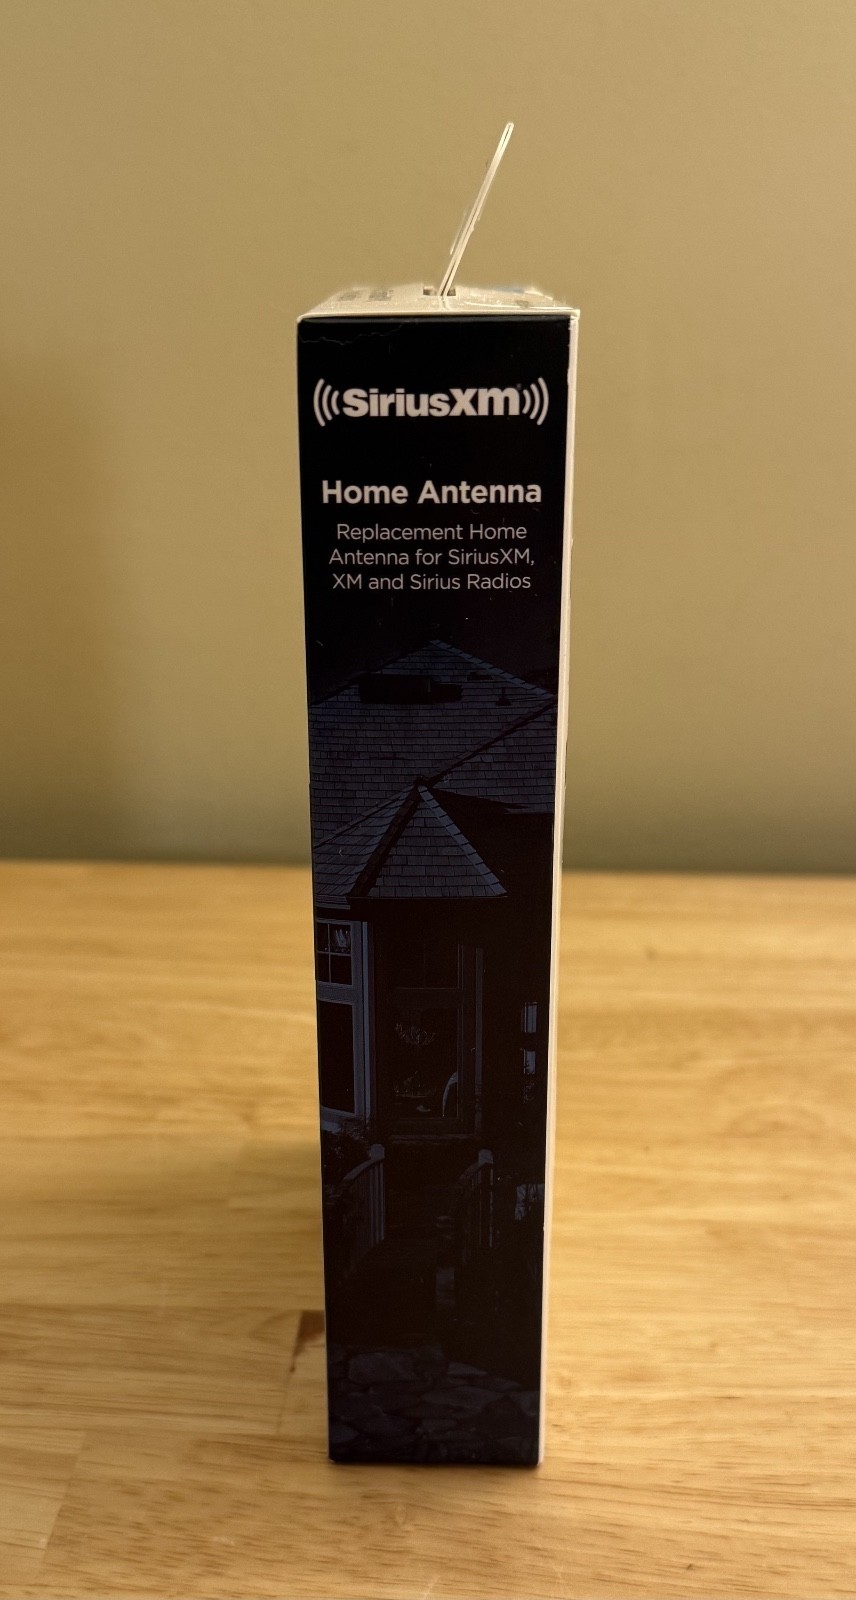 SiriusXM
Home Antenna
Replacement Home
Antenna for SiriusXM,
XM and Sirius Radios